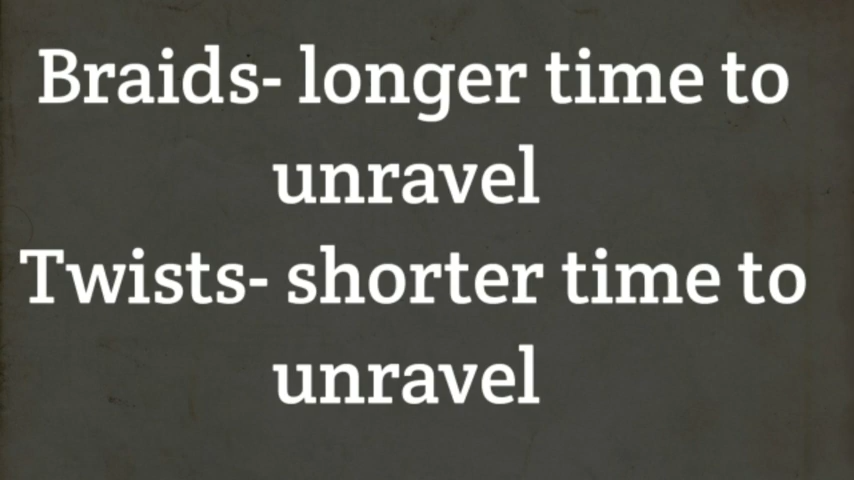 Braids- longer time to
unravel
Twists- shorter time to
unravel